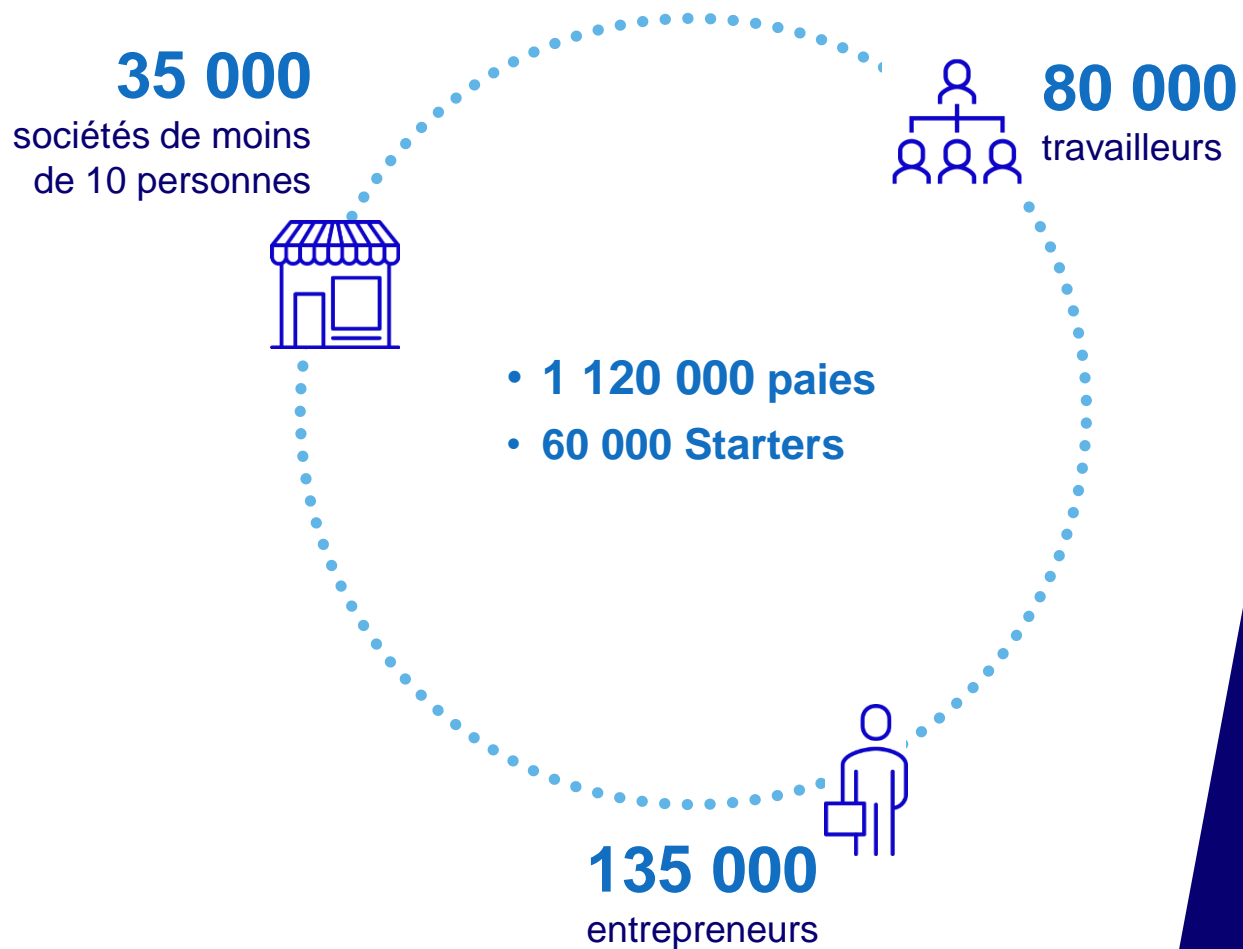 35 000
sociétés de moins
de 10 personnes
80 000
travailleurs
• 1 120 000 paies
• 60 000 Starters
135 000
entrepreneurs